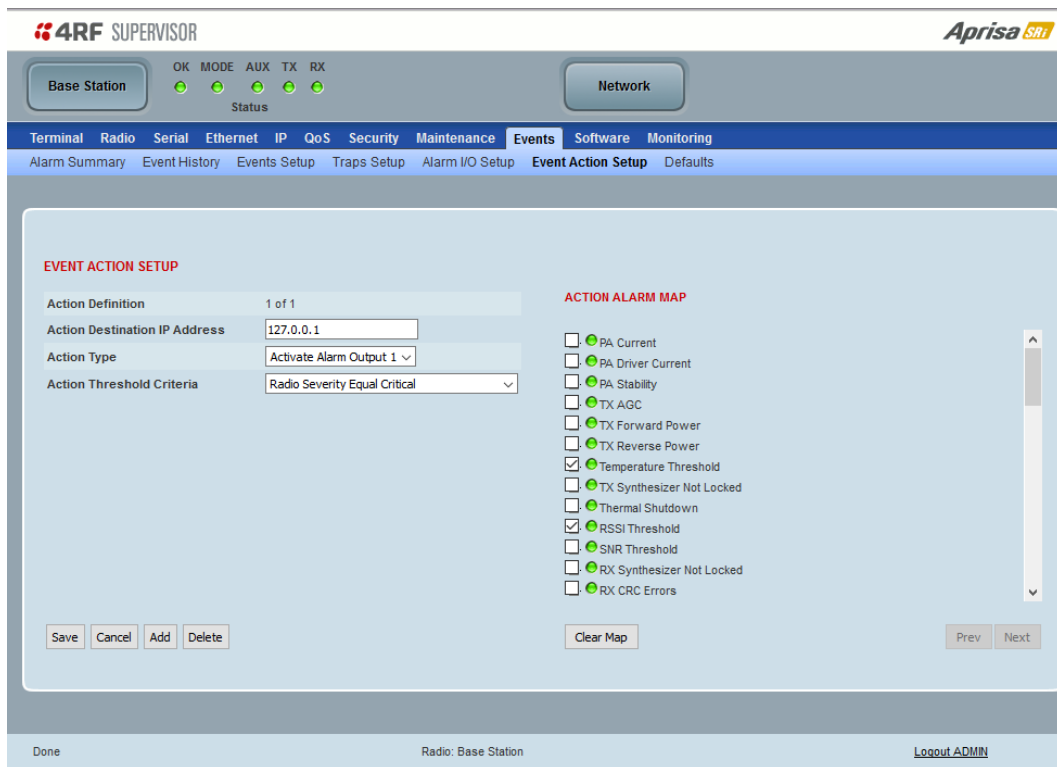 4RF SUPERVISOR
Aprisa SRi
Base Station
OK MODE AUX TX RX
Status
Network
Terminal Radio Serial Ethernet IP QoS Security Maintenance Events Software Monitoring
Alarm Summary Event History Events Setup Traps Setup Alarm I/O Setup Event Action Setup Defaults
EVENT ACTION SETUP
Action Definition 1 of 1
Action Destination IP Address 127.0.0.1
Action Type Activate Alarm Output 1
Action Threshold Criteria Radio Severity Equal Critical
Save Cancel Add Delete
ACTION ALARM MAP
PA Current
PA Driver Current
PA Stability
TX AGC
TX Forward Power
TX Reverse Power
Temperature Threshold
TX Synthesizer Not Locked
Thermal Shutdown
RSSI Threshold
SNR Threshold
RX Synthesizer Not Locked
RX CRC Errors
Clear Map Prev Next
Done Radio: Base Station Logout ADMIN